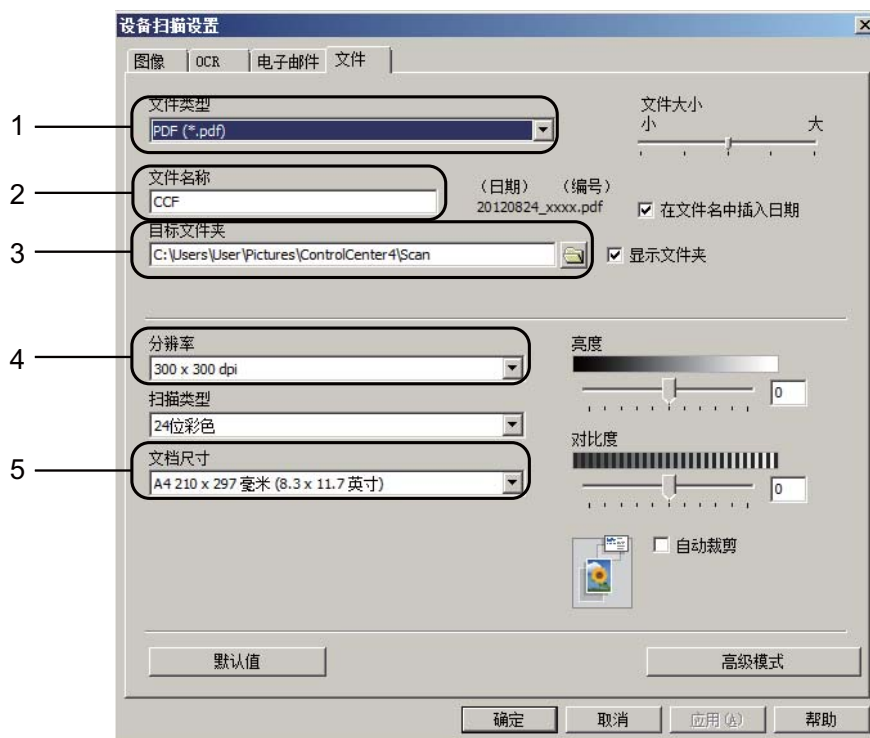 设备扫描设置
图像 OCR 电子邮件 文件
1
文件类型
PDF (*.pdf)
文件大小
小 大
2
文件名称
CCF
(日期) (编号)
20120824_xxxx.pdf
在文件名中插入日期
3
目标文件夹
C:\Users\User\Pictures\ControlCenter4\Scan
显示文件夹
4
分辨率
300 x 300 dpi
亮度
0
扫描类型
24位彩色
对比度
0
5
文档尺寸
A4 210 x 297 毫米 (8.3 x 11.7 英寸)
自动裁剪
默认值 高级模式
确定 取消 应用(A) 帮助